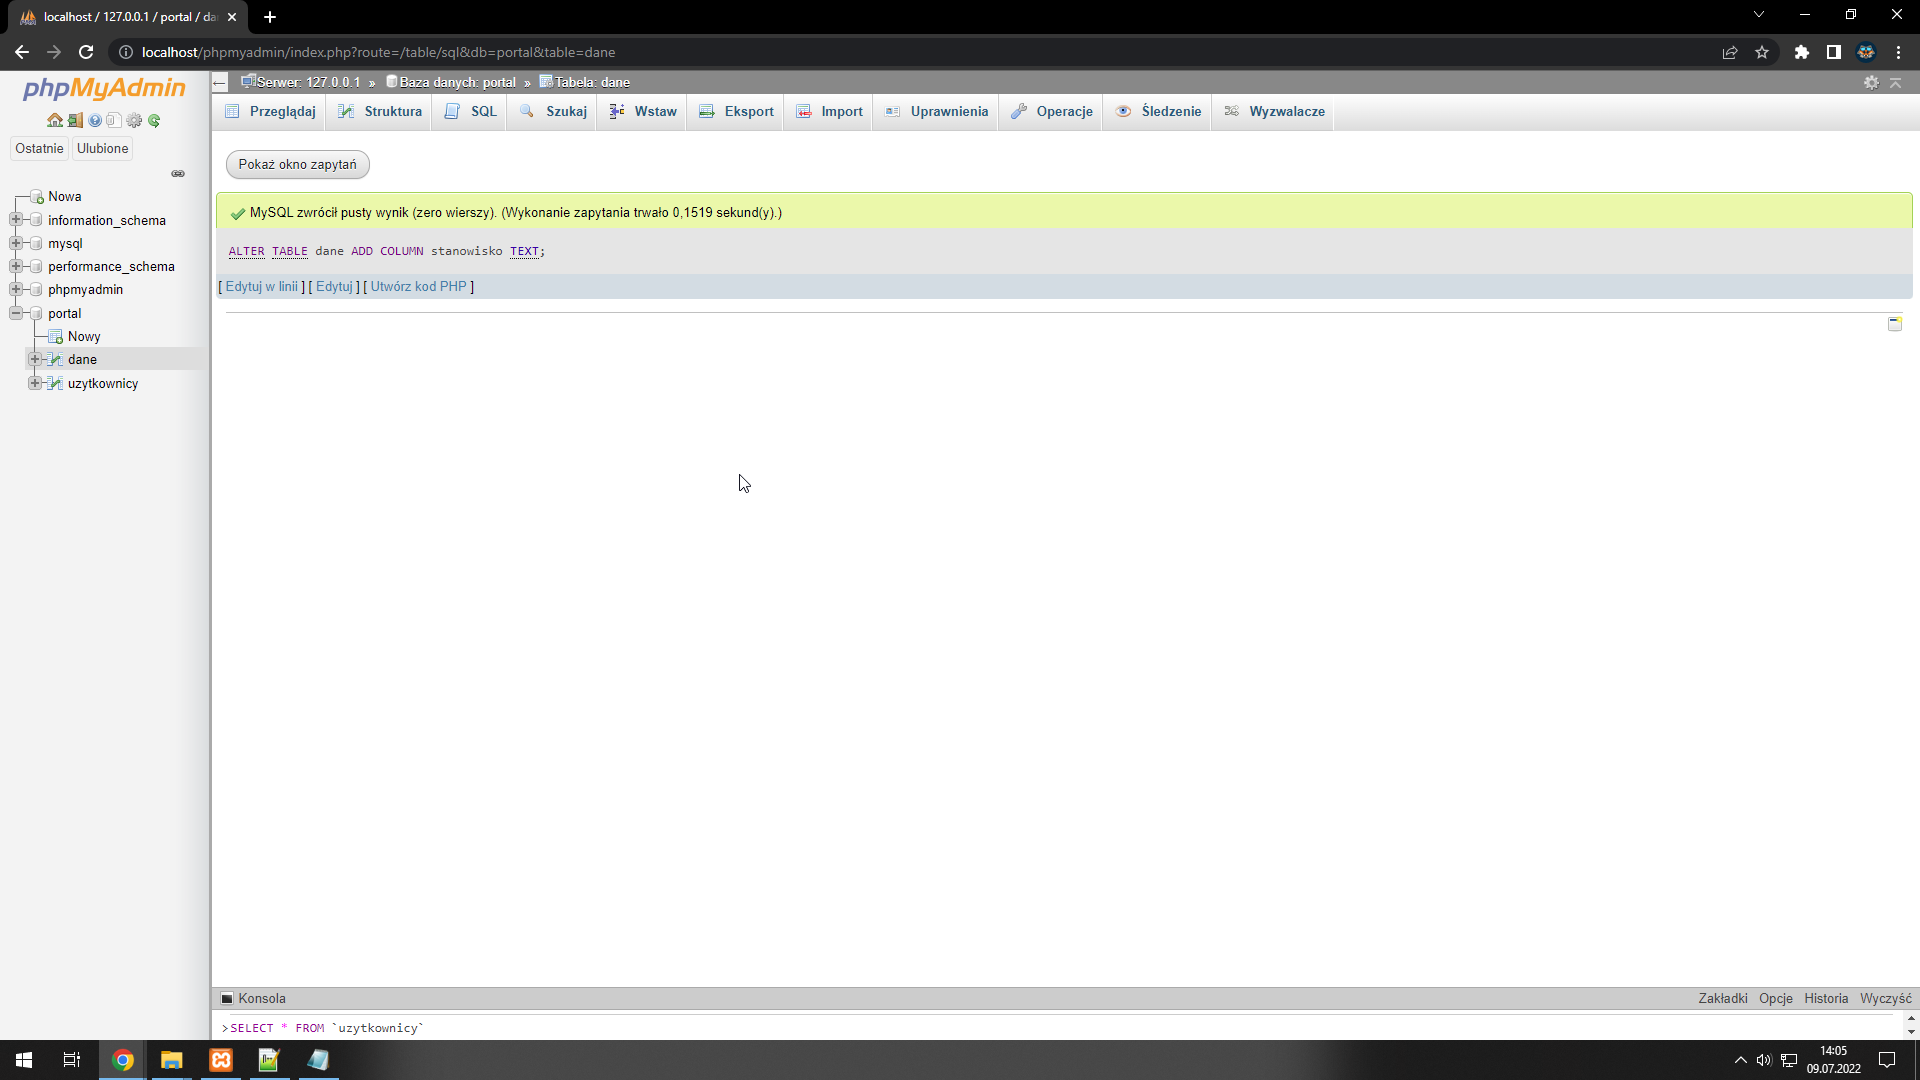 localhost / 127.0.0.1 / portal / da
localhost/phpmyadmin/index.php?route=/table/sql&db=portal&table=dane
phpMyAdmin
Ostatnie Ulubione
Nowa
information_schema
mysql
performance_schema
phpmyadmin
portal
Nowy
dane
uzytkownicy
Serwer: 127.0.0.1 » Baza danych: portal » Tabela: dane
Przeglądaj Struktura SQL Szukaj Wstaw Eksport Import Uprawnienia Operacje Śledzenie Wyzwalacze
Pokaż okno zapytań
MySQL zwrócił pusty wynik (zero wierszy). (Wykonanie zapytania trwało 0,1519 sekund(y).)
ALTER TABLE dane ADD COLUMN stanowisko TEXT;
[ Edytuj w linii ] [ Edytuj ] [ Utwórz kod PHP ]
Konsola Zakładki Opcje Historia Wyczyść
>SELECT * FROM `uzytkownicy`
14:05
09.07.2022